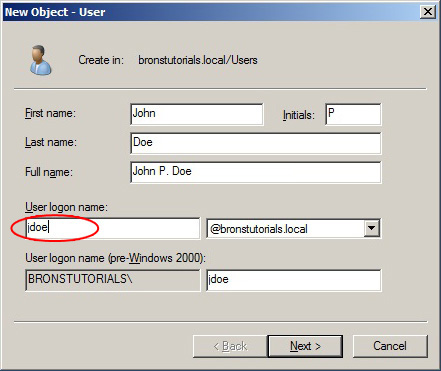 New Object - User
Create in: bronstutorials.local/Users
First name: John Initials: P
Last name: Doe
Full name: John P. Doe
User logon name:
jdoe @bronstutorials.local
User logon name (pre-Windows 2000):
BRONSTUTORIALS\ jdoe
< Back Next > Cancel